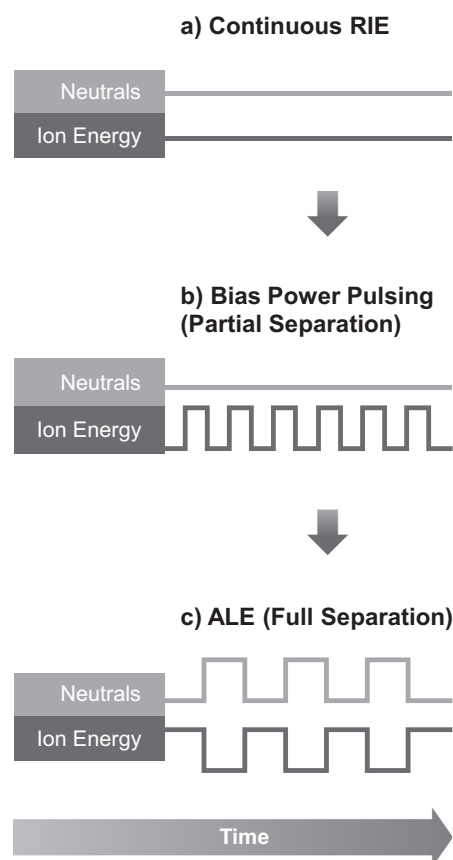 a) Continuous RIE
Neutrals
Ion Energy
b) Bias Power Pulsing
(Partial Separation)
Neutrals
Ion Energy
c) ALE (Full Separation)
Neutrals
Ion Energy
Time